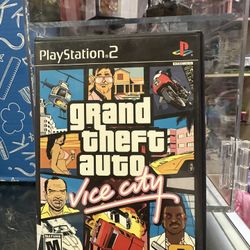 PlayStation 2
grand
theft
auto
Vice City
M